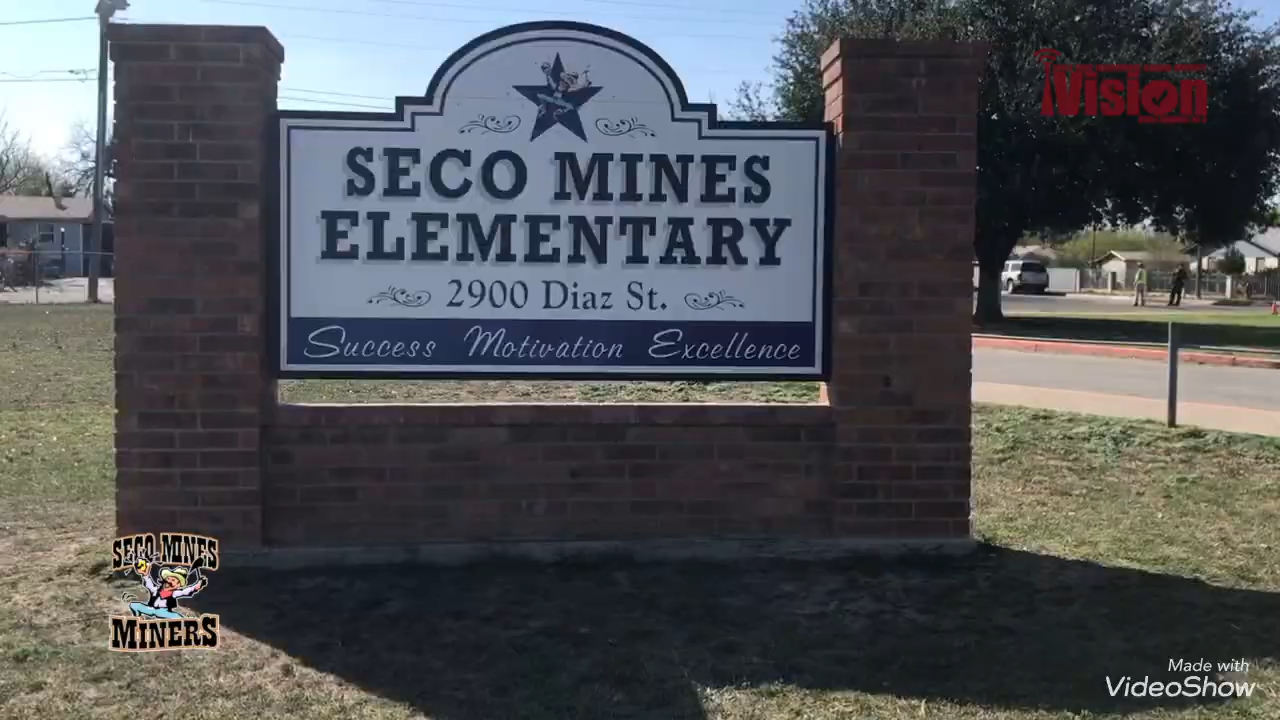 iVision
SECO MINES
ELEMENTARY
2900 Diaz St.
Success Motivation Excellence
SECO MINES
MINERS
Made with
VideoShow